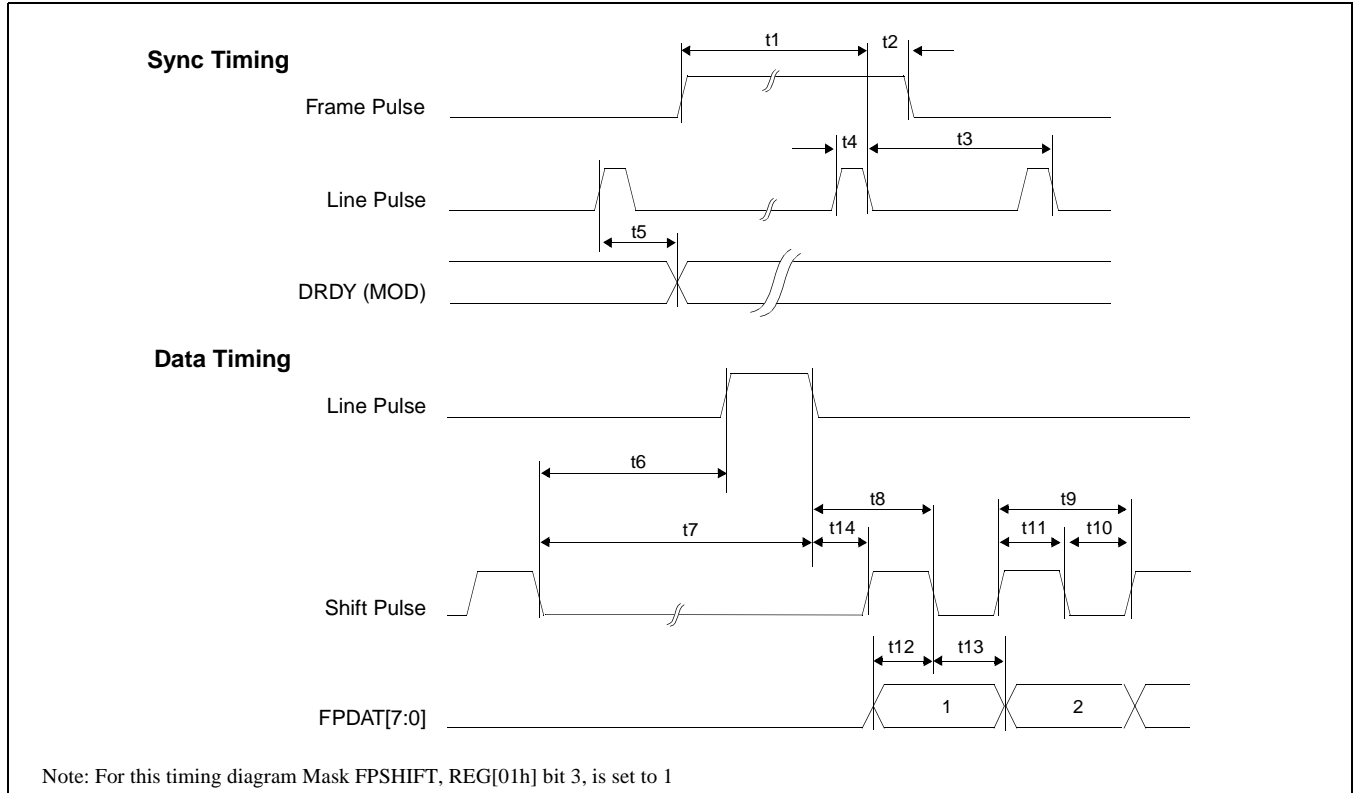 Sync Timing
t1
t2
Frame Pulse
t4
t3
Line Pulse
t5
DRDY (MOD)
Data Timing
Line Pulse
t6
t8
t9
t7
t14
t11
t10
Shift Pulse
t12
t13
FPDAT[7:0]
1
2
Note: For this timing diagram Mask FPSHIFT, REG[01h] bit 3, is set to 1